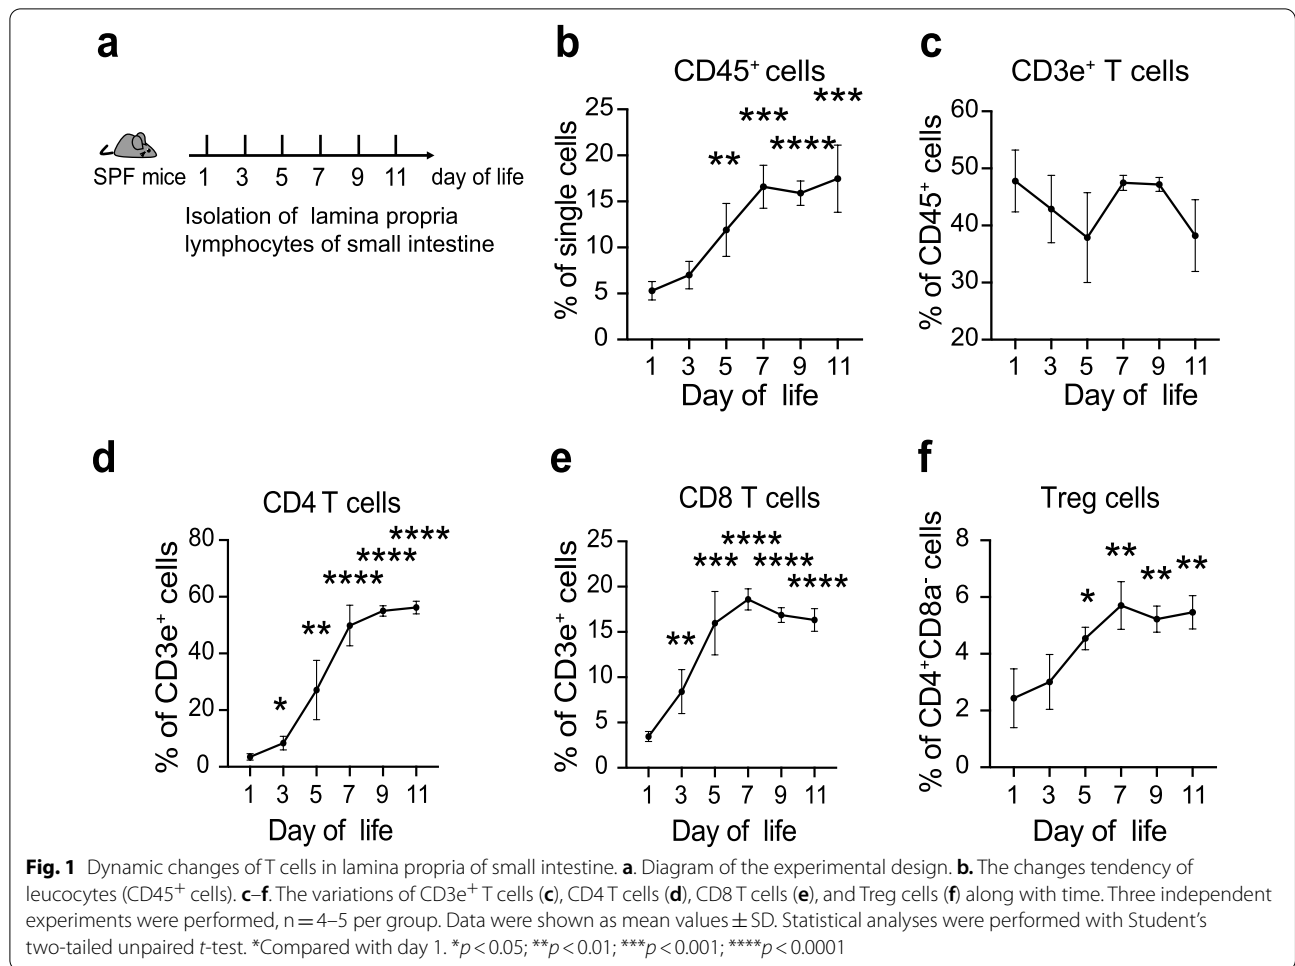 a
SPF mice 1 3 5 7 9 11 day of life
Isolation of lamina propria
lymphocytes of small intestine
b
CD45+ cells
% of single cells
25
20
15
10
5
0
** *** **** ***
1 3 5 7 9 11
Day of life
c
CD3e+ T cells
% of CD45+ cells
60
50
40
30
20
1 3 5 7 9 11
Day of life
d
CD4 T cells
% of CD3e+ cells
80
60
40
20
0
* ** **** **** ****
1 3 5 7 9 11
Day of life
e
CD8 T cells
% of CD3e+ cells
25
20
15
10
5
0
** *** **** **** ****
1 3 5 7 9 11
Day of life
f
Treg cells
% of CD4+CD8a- cells
8
6
4
2
0
* ** ** **
1 3 5 7 9 11
Day of life
Fig. 1 Dynamic changes of T cells in lamina propria of small intestine. a. Diagram of the experimental design. b. The changes tendency of
leucocytes (CD45+ cells). c–f. The variations of CD3e+ T cells (c), CD4 T cells (d), CD8 T cells (e), and Treg cells (f) along with time. Three independent
experiments were performed, n = 4–5 per group. Data were shown as mean values ± SD. Statistical analyses were performed with Student's
two-tailed unpaired t-test. *Compared with day 1. *p < 0.05; **p < 0.01; ***p < 0.001; ****p < 0.0001